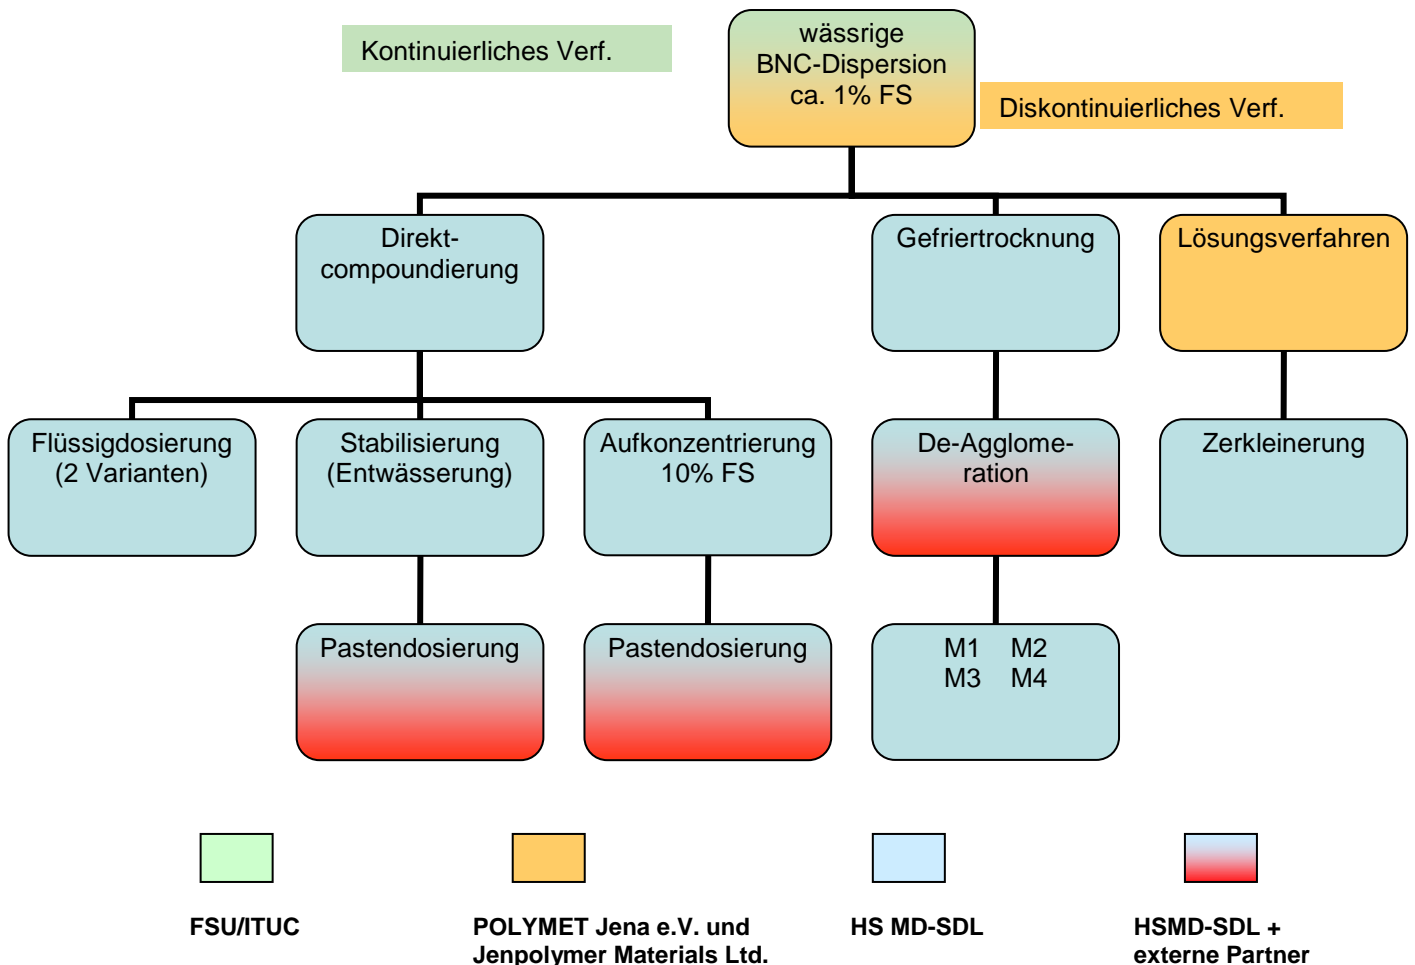 Kontinuierliches Verf.
wässrige
BNC-Dispersion
ca. 1% FS
Diskontinuierliches Verf.
Direkt-
compoundierung
Gefriertrocknung
Lösungsverfahren
Flüssigdosierung
(2 Varianten)
Stabilisierung
(Entwässerung)
Aufkonzentrierung
10% FS
De-Agglome-
ration
Zerkleinerung
Pastendosierung
Pastendosierung
M1 M2
M3 M4
FSU/ITUC
POLYMET Jena e.V. und
Jenpolymer Materials Ltd.
HS MD-SDL
HSMD-SDL +
externe Partner